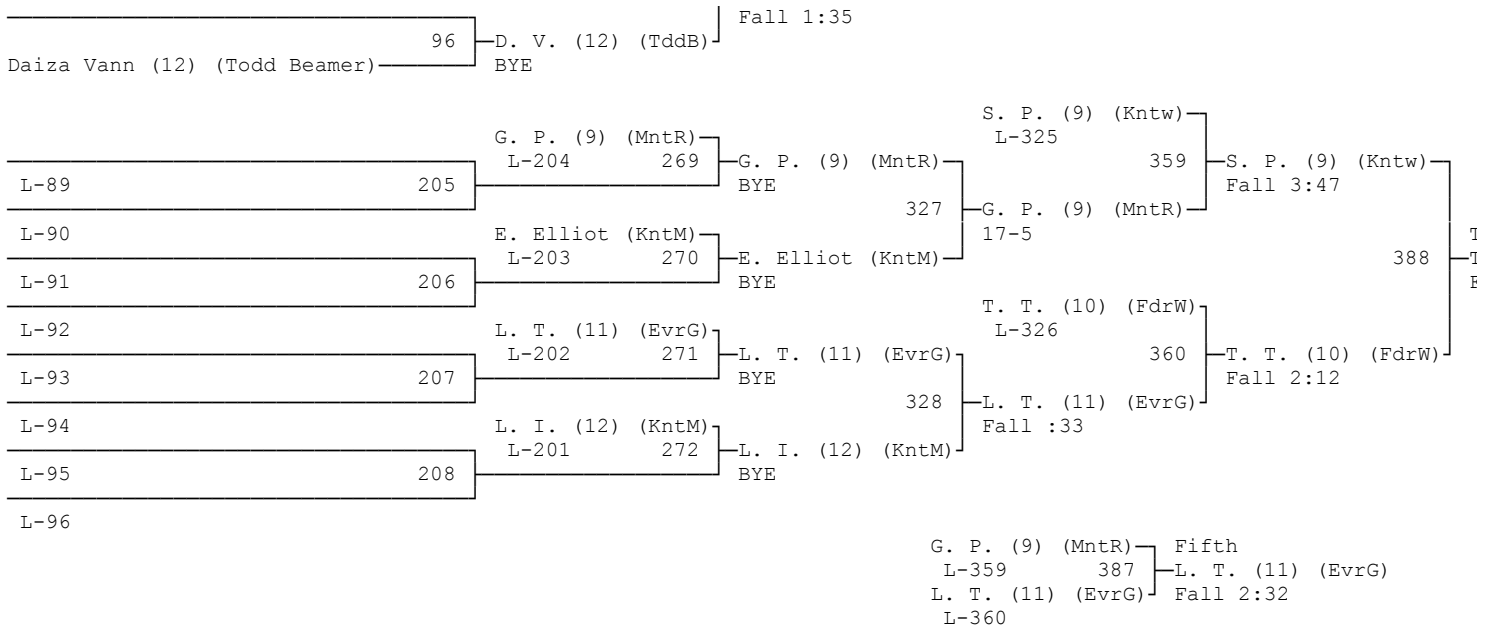 Fall 1:35
96 D. V. (12) (TddB)
Daiza Vann (12) (Todd Beamer) BYE
S. P. (9) (Kntw)
G. P. (9) (MntR) L-325
L-204 269 G. P. (9) (MntR) 359 S. P. (9) (Kntw)
L-89 205 BYE Fall 3:47
327 G. P. (9) (MntR)
L-90 E. Elliot (KntM) 17-5
L-203 270 E. Elliot (KntM) 388
L-91 206 BYE
T. T. (10) (FdrW)
L-92 L. T. (11) (EvrG) L-326
L-202 271 L. T. (11) (EvrG) 360 T. T. (10) (FdrW)
L-93 207 BYE Fall 2:12
328 L. T. (11) (EvrG)
L-94 L. I. (12) (KntM) Fall :33
L-201 272 L. I. (12) (KntM)
L-95 208 BYE
L-96
G. P. (9) (MntR) Fifth
L-359 387 L. T. (11) (EvrG)
L. T. (11) (EvrG) Fall 2:32
L-360